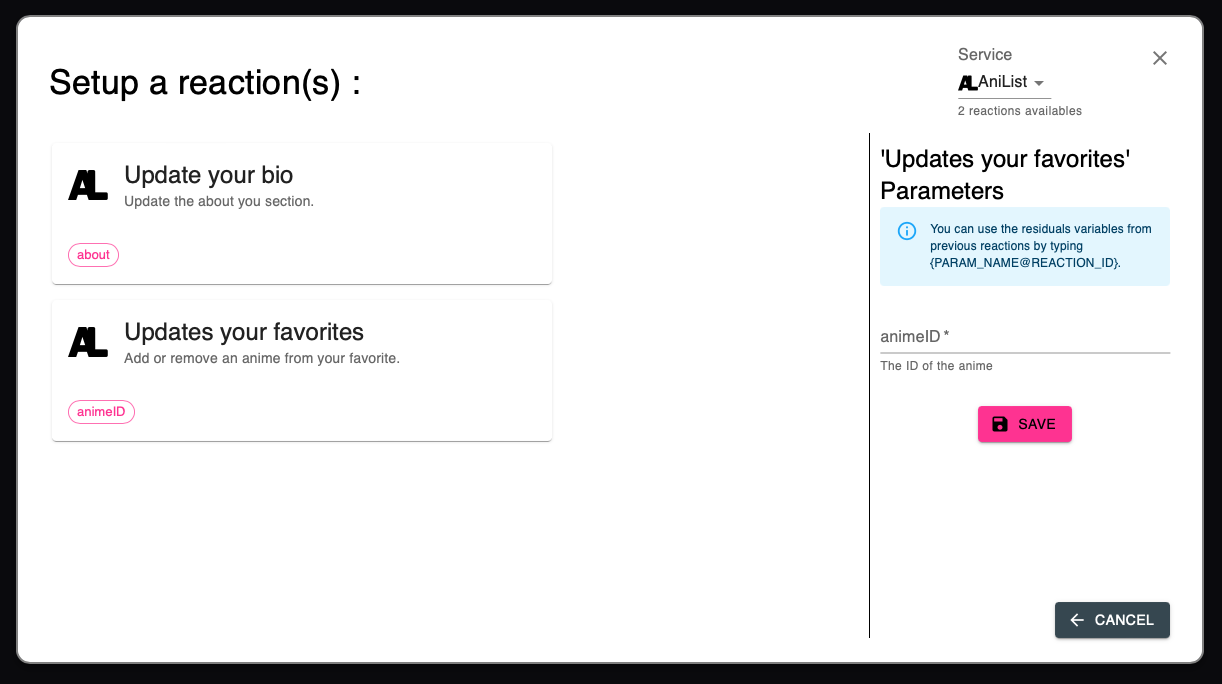 Setup a reaction(s) :
Service
AL AniList
2 reactions available
AL
Update your bio
Update the about you section.
about
AL
Updates your favorites
Add or remove an anime from your favorite.
animeID
'Updates your favorites'
Parameters
You can use the residuals variables from
previous reactions by typing
{PARAM_NAME@REACTION_ID}.
animeID *
The ID of the anime
SAVE
CANCEL